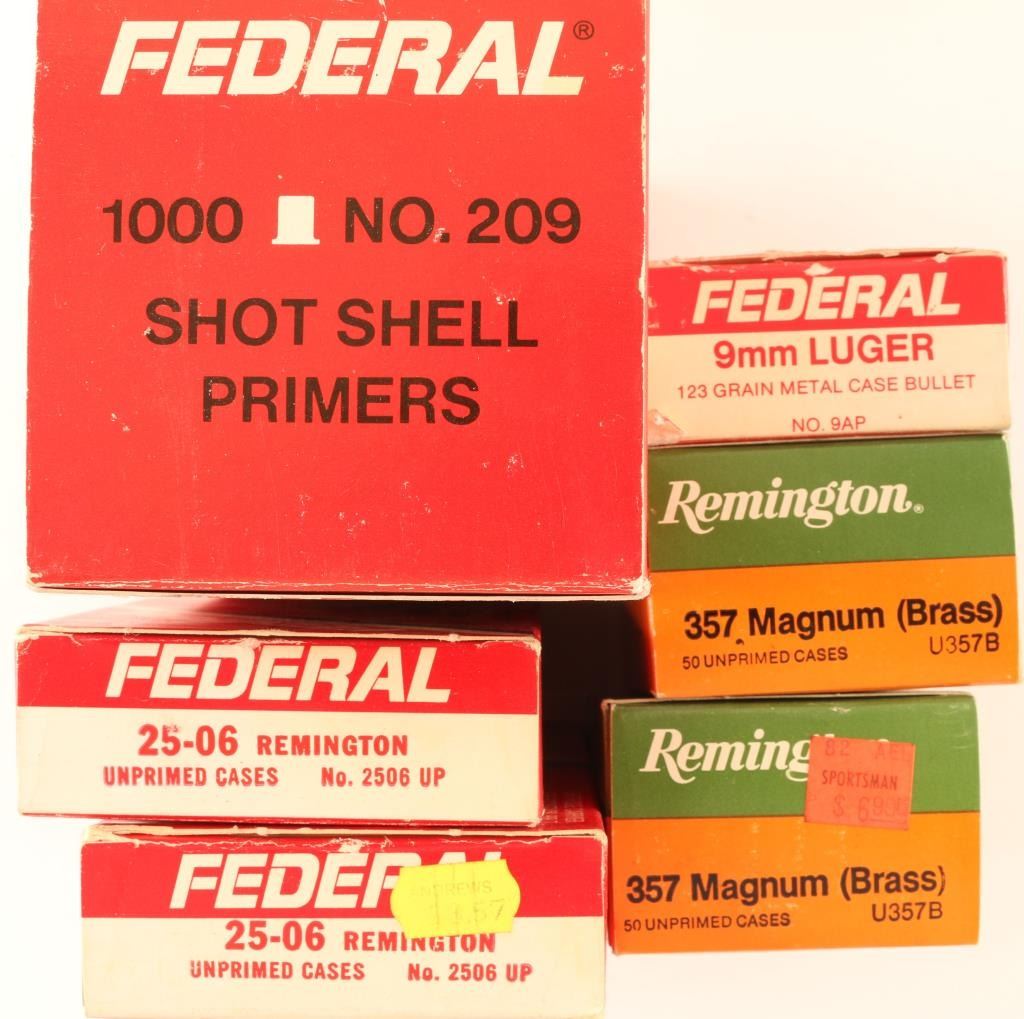 FEDERAL®
1000 NO. 209
SHOT SHELL
PRIMERS
FEDERAL
9mm LUGER
123 GRAIN METAL CASE BULLET
NO. 9AP
Remington®
357 Magnum (Brass)
50 UNPRIMED CASES U357B
FEDERAL
25-06 REMINGTON
UNPRIMED CASES No. 2506 UP
Reming
SPORTSMAN
357 Magnum (Brass)
50 UNPRIMED CASES U357B
FEDERAL
ANDREWS
25-06 REMINGTON
UNPRIMED CASES No. 2506 UP